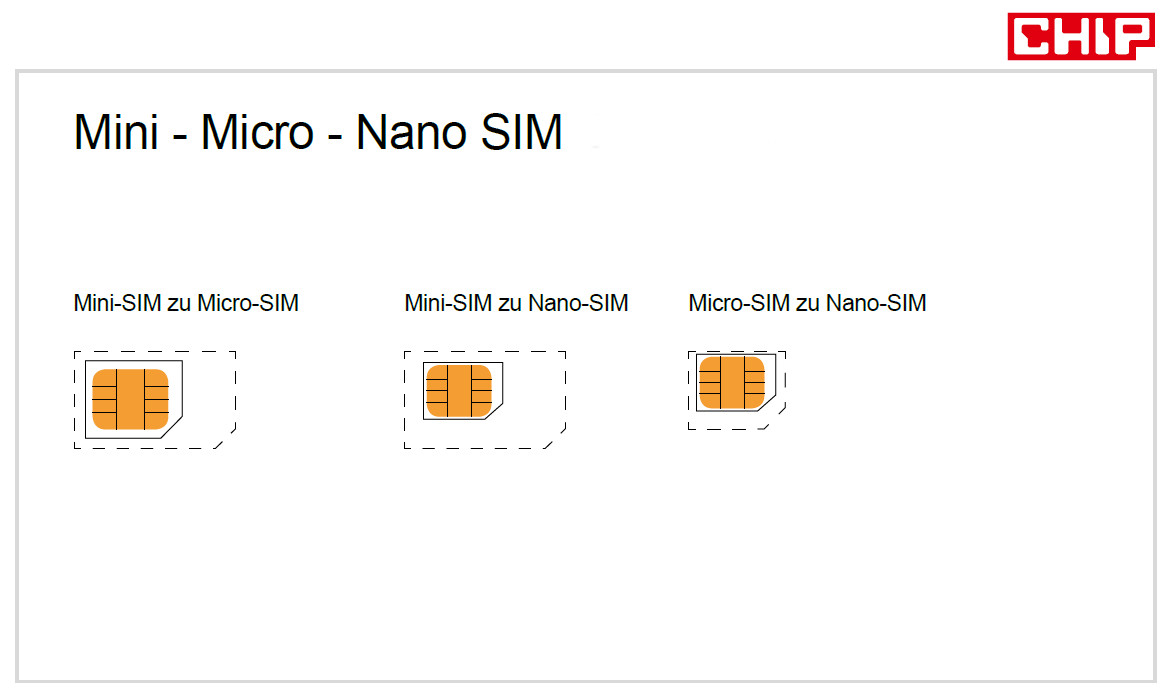 CHIP
Mini - Micro - Nano SIM
Mini-SIM zu Micro-SIM
Mini-SIM zu Nano-SIM
Micro-SIM zu Nano-SIM